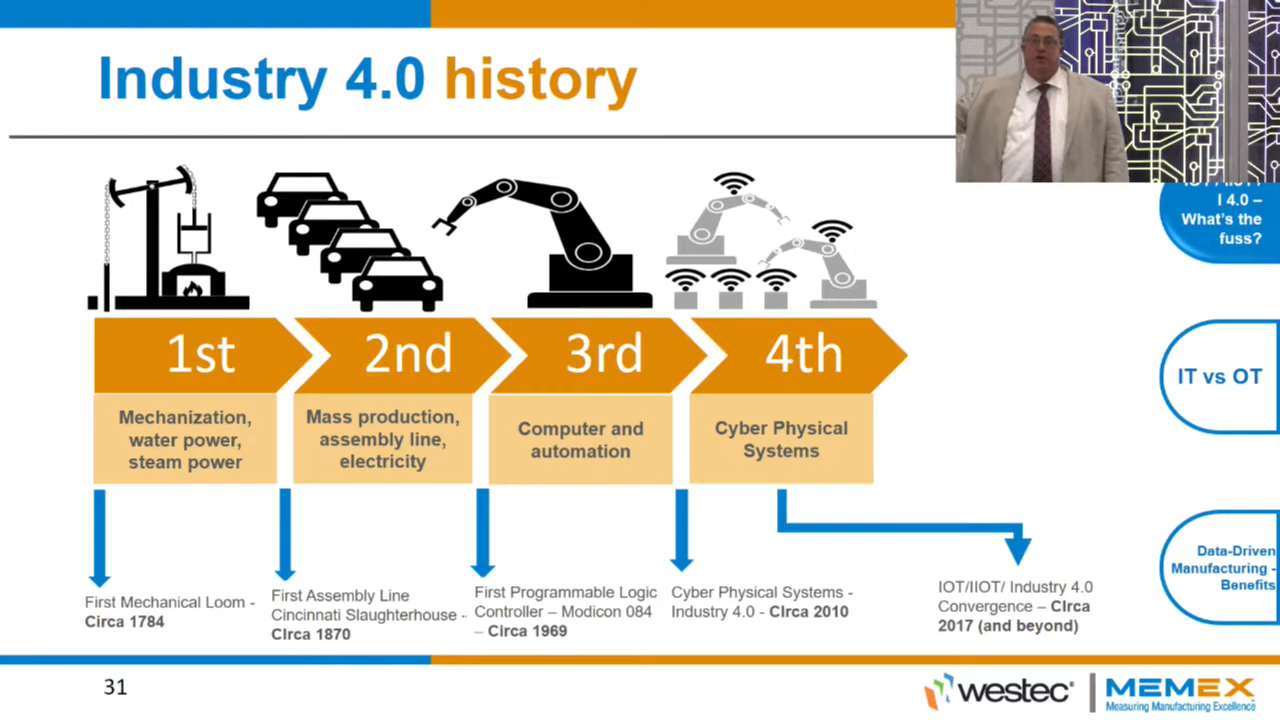 Industry 4.0 history
I 4.0 –
What's the
fuss?
1st
2nd
3rd
4th
Mechanization,
water power,
steam power
Mass production,
assembly line,
electricity
Computer and
automation
Cyber Physical
Systems
IT vs OT
Data-Driven
Manufacturing -
Benefits
First Mechanical Loom -
Circa 1784
First Assembly Line
Cincinnati Slaughterhouse -
CIrca 1870
First Programmable Logic
Controller – Modicon 084
– Circa 1969
Cyber Physical Systems -
Industry 4.0 - CIrca 2010
IOT/IIOT/ Industry 4.0
Convergence – CIrca
2017 (and beyond)
31
westec®
MEMEX
Measuring Manufacturing Excellence